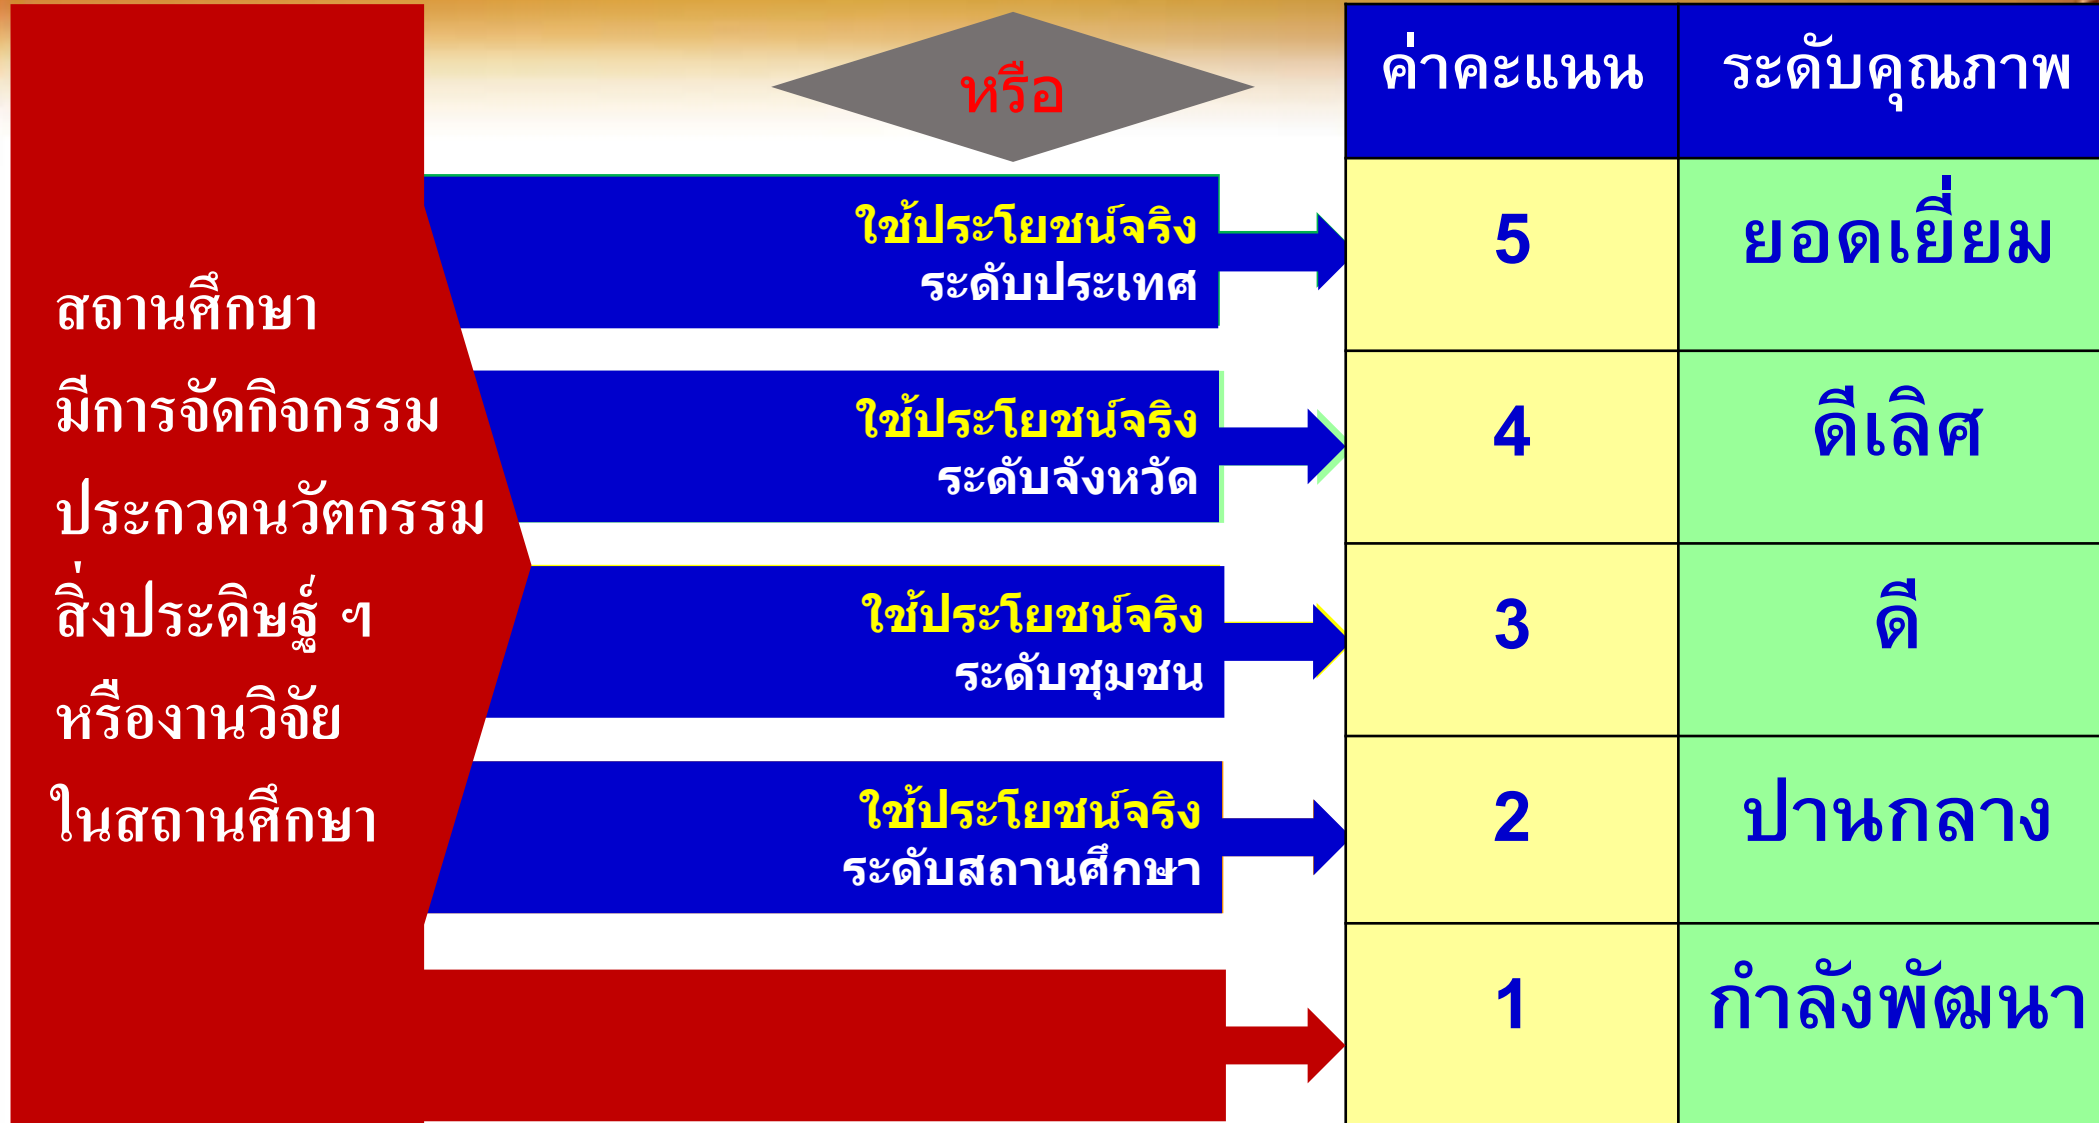 สถานศึกษา
มีการจัดกิจกรรม
ประกวดนวัตกรรม
สิ่งประดิษฐ์ ฯ
หรืองานวิจัย
ในสถานศึกษา
หรือ
ใช้ประโยชน์จริง
ระดับประเทศ
ใช้ประโยชน์จริง
ระดับจังหวัด
ใช้ประโยชน์จริง
ระดับชุมชน
ใช้ประโยชน์จริง
ระดับสถานศึกษา
ค่าคะแนน ระดับคุณภาพ
5 ยอดเยี่ยม
4 ดีเลิศ
3 ดี
2 ปานกลาง
1 กำลังพัฒนา